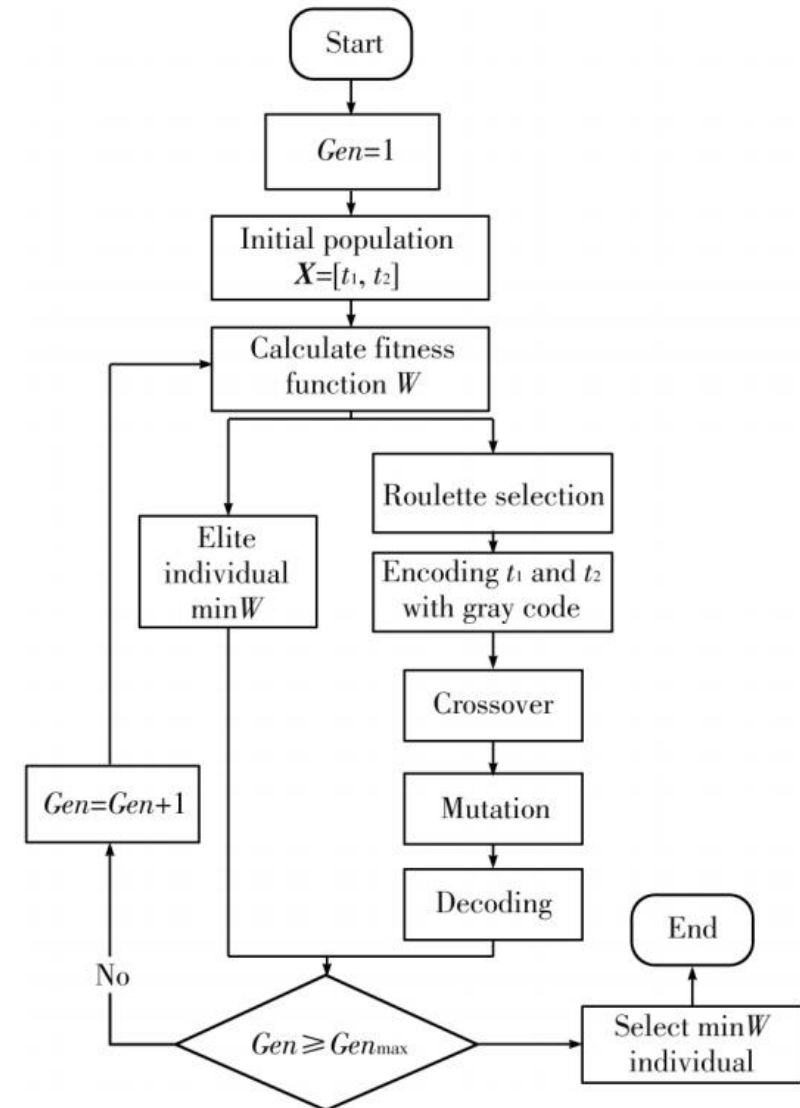 Start
Gen=1
Initial population
X=[t₁, t₂]
Calculate fitness
function W
Roulette selection
Elite
individual
minW
Encoding t₁ and t₂
with gray code
Crossover
Gen=Gen+1
Mutation
Decoding
End
No
Gen⩾Genmax
Select minW
individual